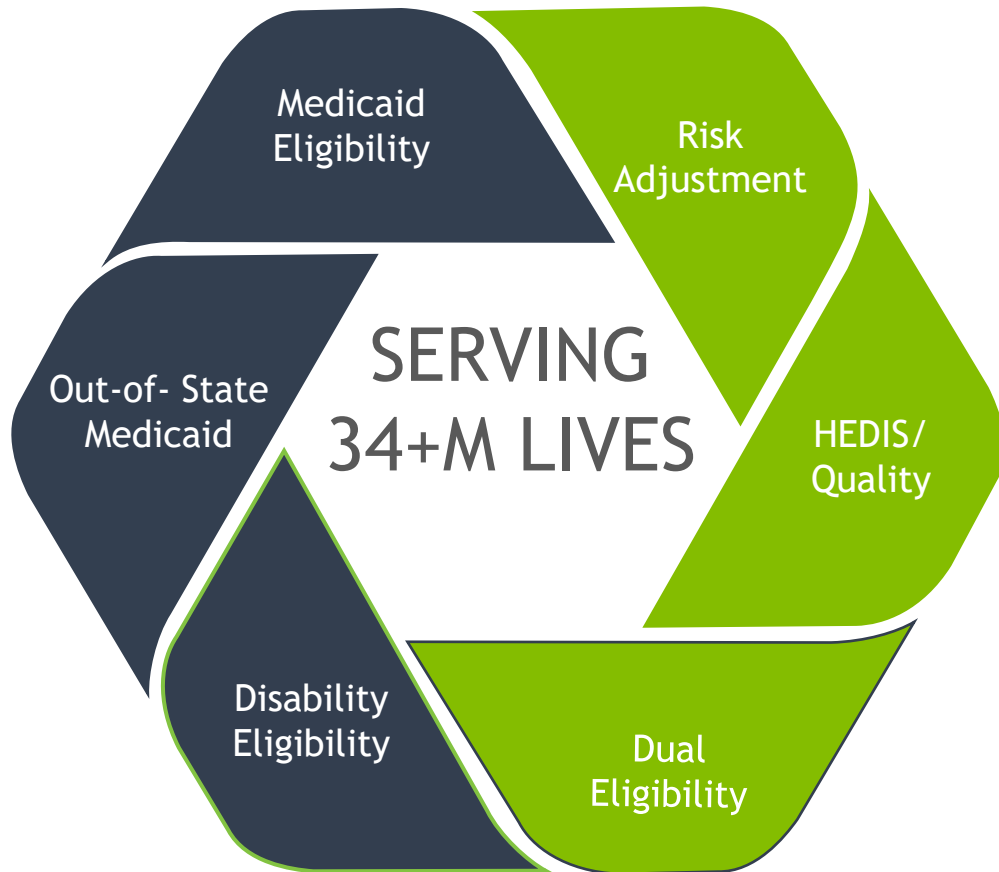 Medicaid
Eligibility
Risk
Adjustment
Out-of- State
Medicaid
SERVING
34+M LIVES
HEDIS/
Quality
Disability
Eligibility
Dual
Eligibility